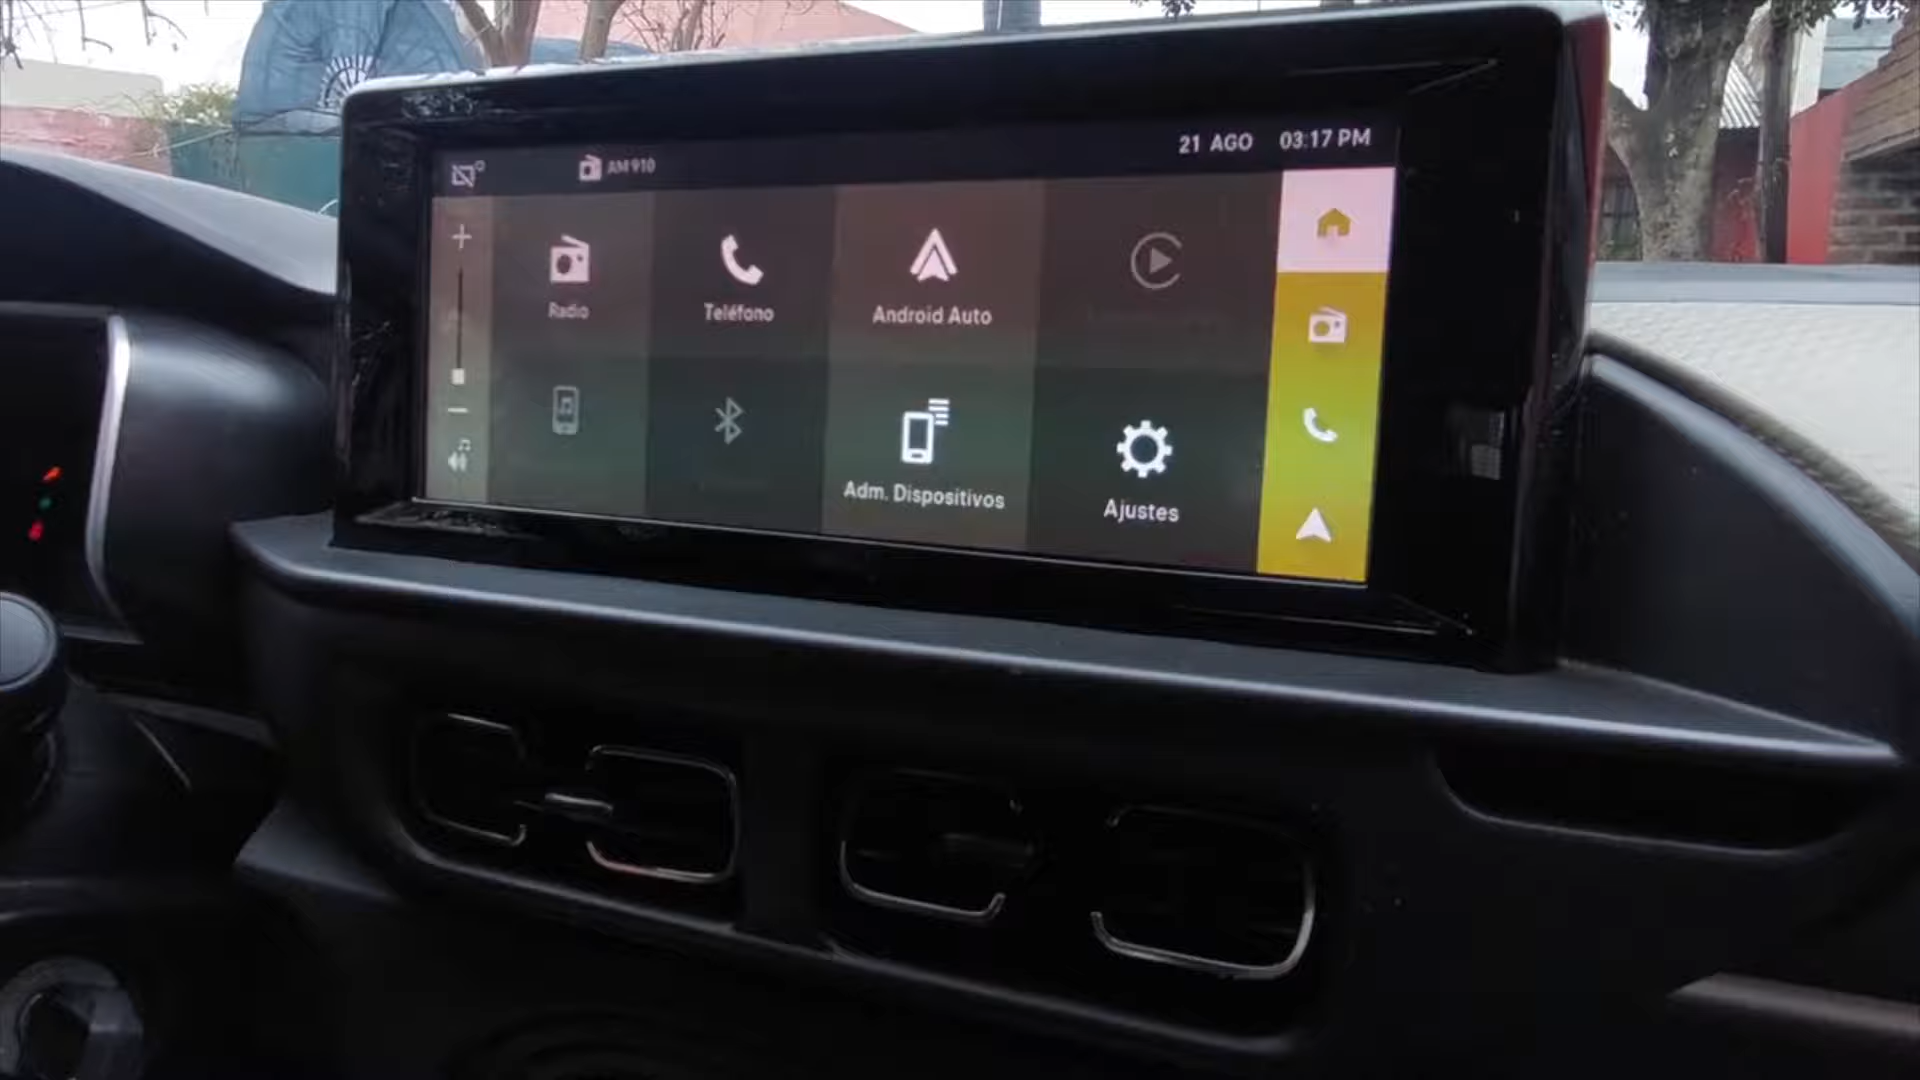 AM 910
21 AGO 03:17 PM
Radio
Teléfono
Android Auto
Adm. Dispositivos
Ajustes